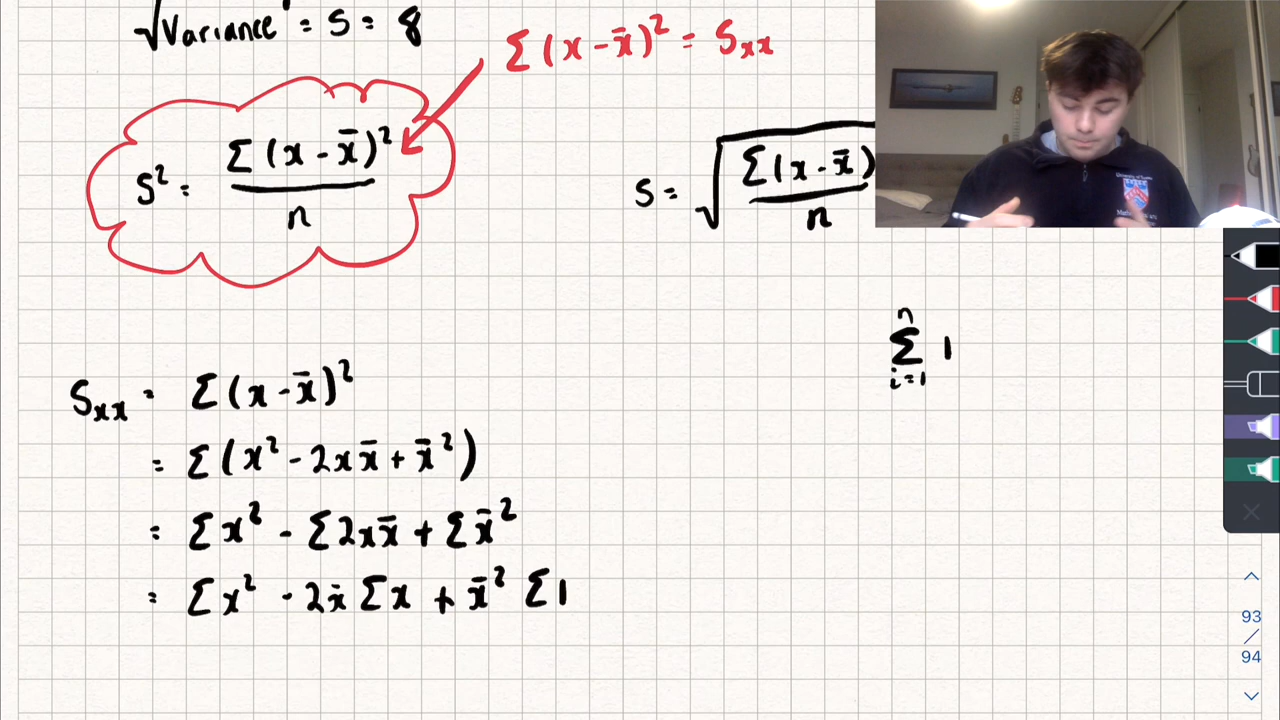 √Variance = S = 8
Σ(x - x̄)² = Sxx
S² = Σ(x - x̄)² / n
S = √(Σ(x - x̄) / n
n
Σ 1
i=1
Sxx = Σ(x - x̄)²
= Σ(x² - 2xx̄ + x̄²)
= Σx² - Σ2xx̄ + Σx̄²
= Σx² - 2x̄Σx + x̄²Σ1
93
/
94